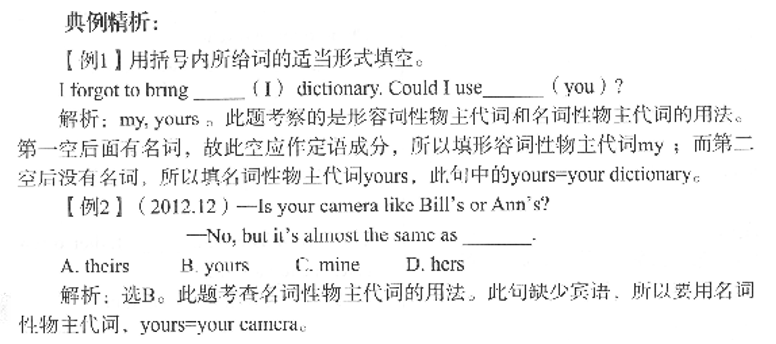 典例精析：
【例1】用括号内所给词的适当形式填空。
I forgot to bring _____（I） dictionary. Could I use_____（you）?
解析：my, yours 。此题考察的是形容词性物主代词和名词性物主代词的用法。
第一空后面有名词，故此空应作定语成分，所以填形容词性物主代词my ；而第二
空后没有名词，所以填名词性物主代词yours，此句中的yours=your dictionary。
【例2】（2012.12）—Is your camera like Bill's or Ann's?
—No, but it's almost the same as _______.
A. theirs B. yours C. mine D. hers
解析：选B。此题考查名词性物主代词的用法。此句缺少宾语，所以要用名词
性物主代词，yours=your camera。